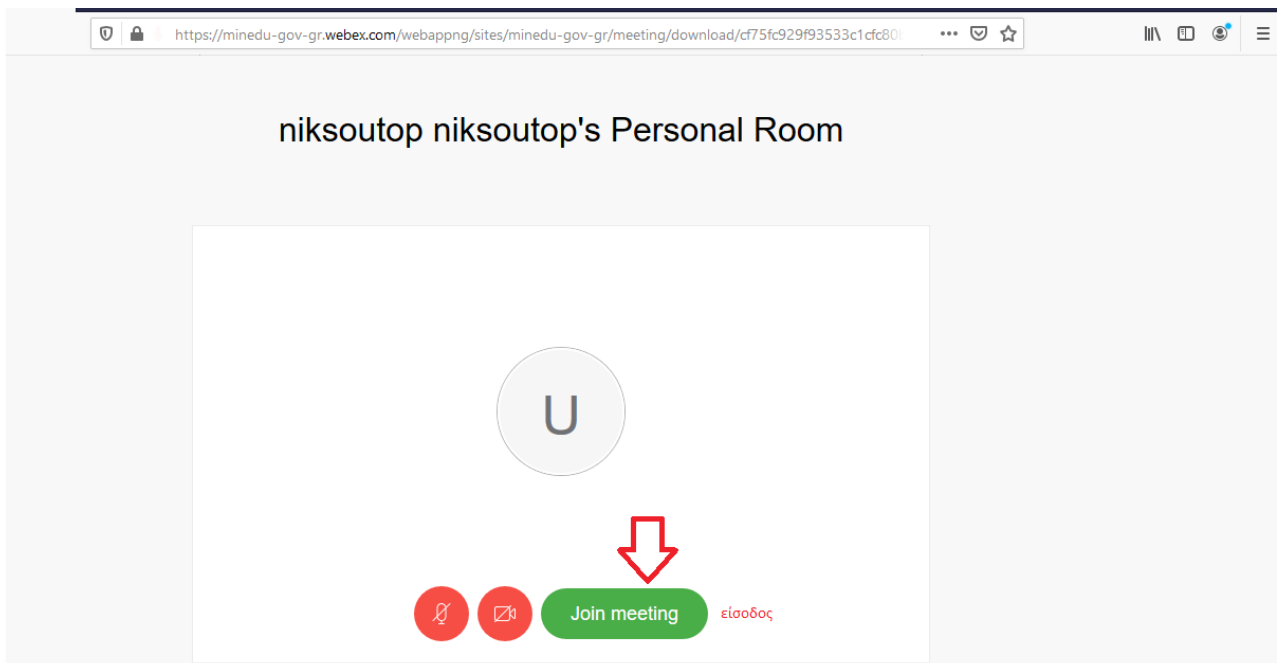 https://minedu-gov-gr.webex.com/webappng/sites/minedu-gov-gr/meeting/download/cf75fc929f93533c1cfc80
niksoutop niksoutop's Personal Room
U
Join meeting είσοδος